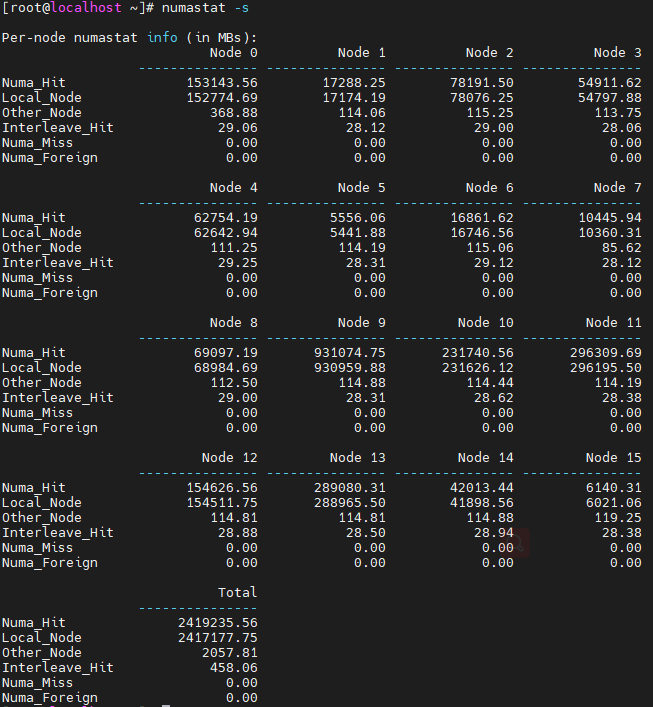 [root@localhost ~]# numastat -s
Per-node numastat info (in MBs):
Node 0 Node 1 Node 2 Node 3
--------------- --------------- --------------- ---------------
Numa_Hit 153143.56 17288.25 78191.50 54911.62
Local_Node 152774.69 17174.19 78076.25 54797.88
Other_Node 368.88 114.06 115.25 113.75
Interleave_Hit 29.06 28.12 29.00 28.06
Numa_Miss 0.00 0.00 0.00 0.00
Numa_Foreign 0.00 0.00 0.00 0.00
Node 4 Node 5 Node 6 Node 7
--------------- --------------- --------------- ---------------
Numa_Hit 62754.19 5556.06 16861.62 10445.94
Local_Node 62642.94 5441.88 16746.56 10360.31
Other_Node 111.25 114.19 115.06 85.62
Interleave_Hit 29.25 28.31 29.12 28.12
Numa_Miss 0.00 0.00 0.00 0.00
Numa_Foreign 0.00 0.00 0.00 0.00
Node 8 Node 9 Node 10 Node 11
--------------- --------------- --------------- ---------------
Numa_Hit 69097.19 931074.75 231740.56 296309.69
Local_Node 68984.69 930959.88 231626.12 296195.50
Other_Node 112.50 114.88 114.44 114.19
Interleave_Hit 29.00 28.31 28.62 28.38
Numa_Miss 0.00 0.00 0.00 0.00
Numa_Foreign 0.00 0.00 0.00 0.00
Node 12 Node 13 Node 14 Node 15
--------------- --------------- --------------- ---------------
Numa_Hit 154626.56 289080.31 42013.44 6140.31
Local_Node 154511.75 288965.50 41898.56 6021.06
Other_Node 114.81 114.81 114.88 119.25
Interleave_Hit 28.88 28.50 28.94 28.38
Numa_Miss 0.00 0.00 0.00 0.00
Numa_Foreign 0.00 0.00 0.00 0.00
Total
---------------
Numa_Hit 2419235.56
Local_Node 2417177.75
Other_Node 2057.81
Interleave_Hit 458.06
Numa_Miss 0.00
Numa_Foreign 0.00